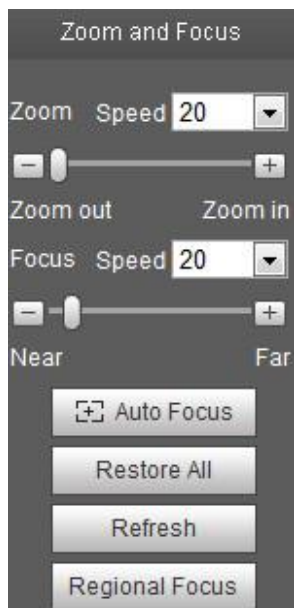 Zoom and Focus
Zoom Speed 20
Zoom out Zoom in
Focus Speed 20
Near Far
Auto Focus
Restore All
Refresh
Regional Focus